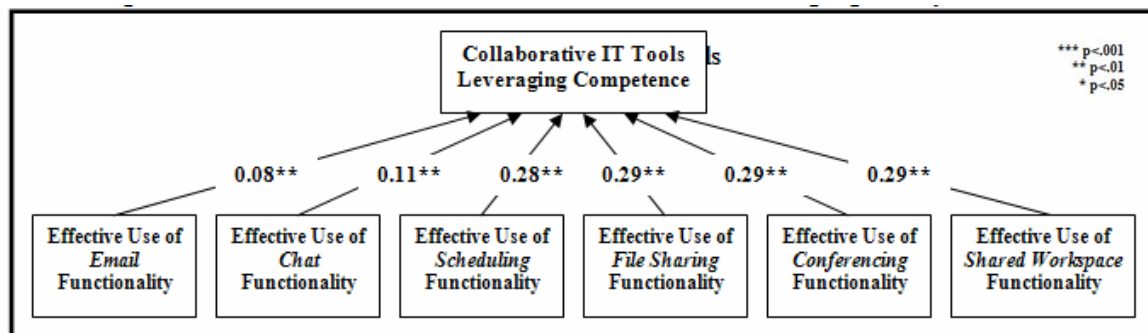 Collaborative IT Tools
ls
Leveraging Competence
*** p<.001
** p<.01
* p<.05
0.08**
0.11**
0.28**
0.29**
0.29**
0.29**
Effective Use of
Email
Functionality
Effective Use of
Chat
Functionality
Effective Use of
Scheduling
Functionality
Effective Use of
File Sharing
Functionality
Effective Use of
Conferencing
Functionality
Effective Use of
Shared Workspace
Functionality